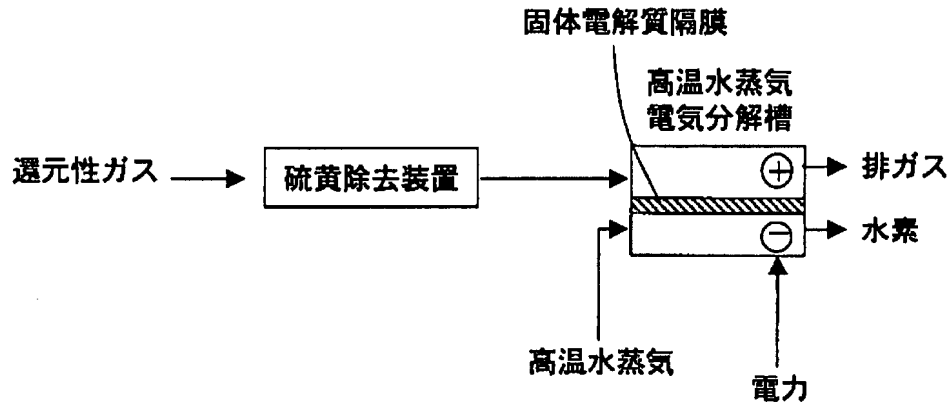 固体電解質隔膜
高温水蒸気
電気分解槽
還元性ガス
硫黄除去装置
＋
排ガス
－
水素
高温水蒸気
電力